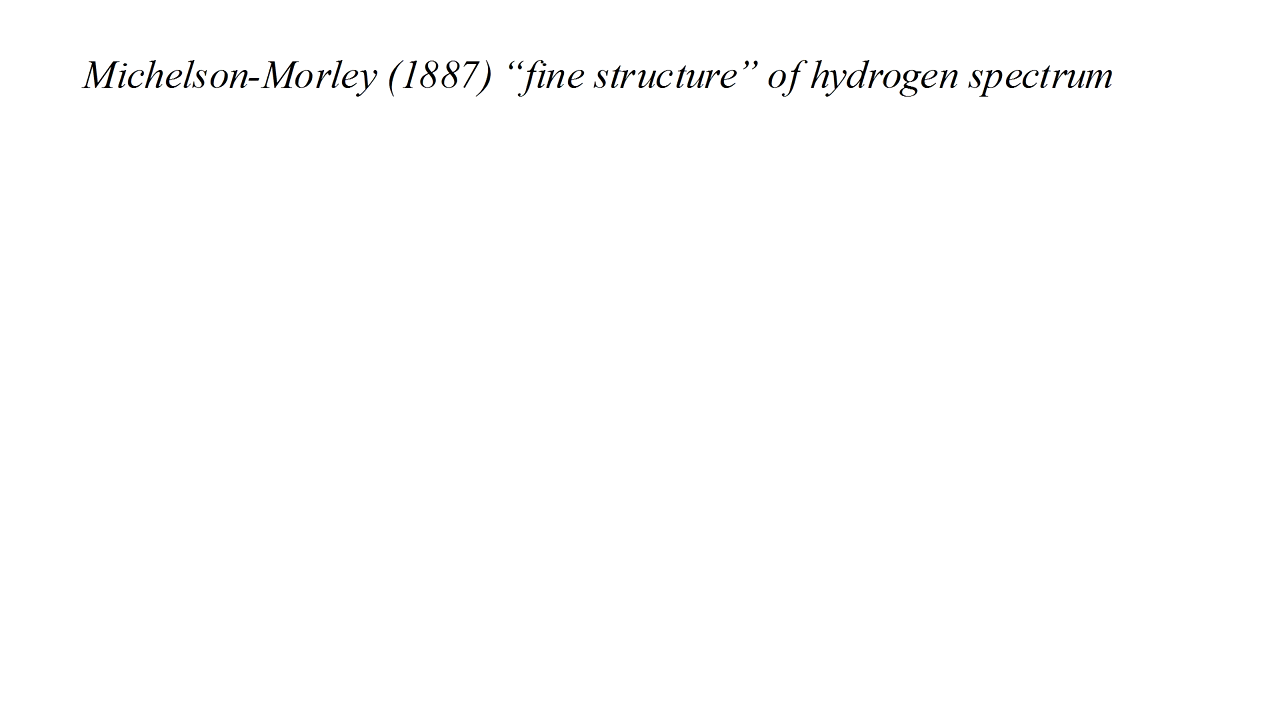 Michelson-Morley (1887) “fine structure” of hydrogen spectrum